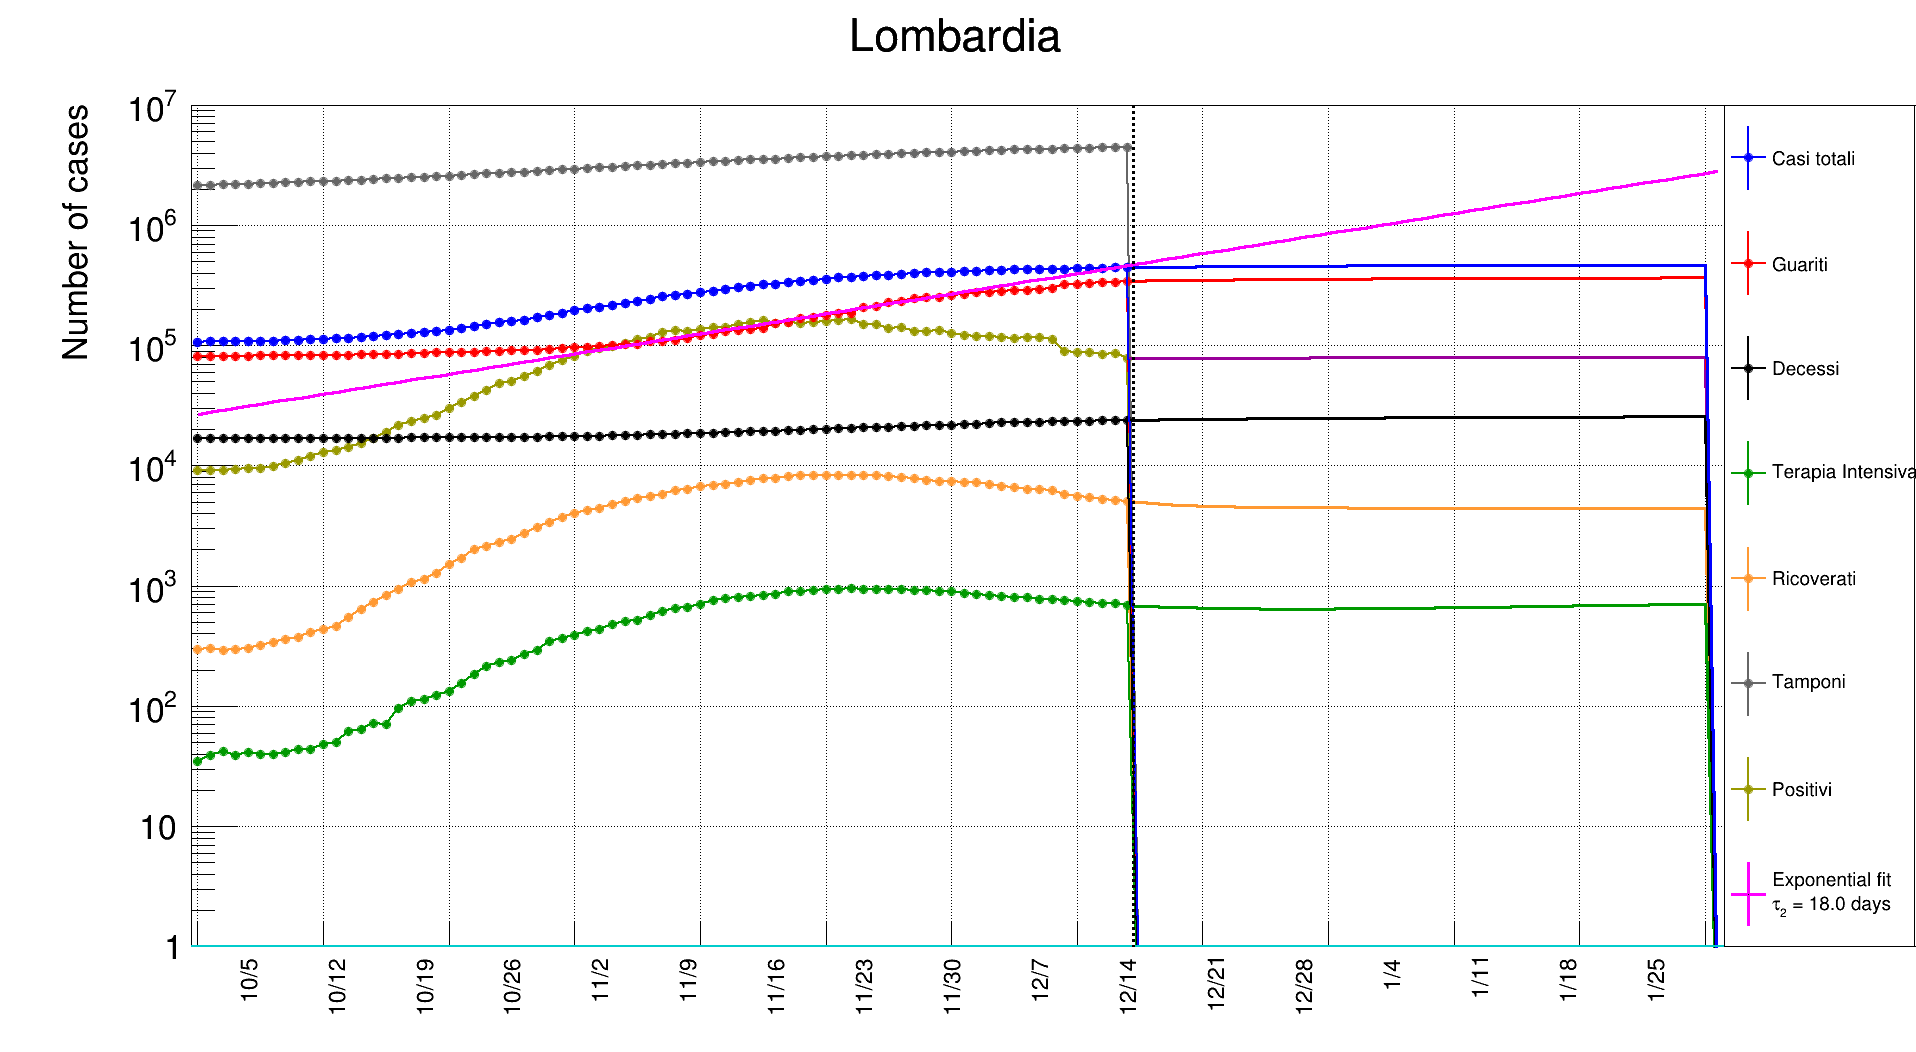 Lombardia
Number of cases
10^7
10^6
10^5
10^4
10^3
10^2
10
1
10/5
10/12
10/19
10/26
11/2
11/9
11/16
11/23
11/30
12/7
12/14
12/21
12/28
1/4
1/11
1/18
1/25
Casi totali
Guariti
Decessi
Terapia Intensiva
Ricoverati
Tamponi
Positivi
Exponential fit
τ₂ = 18.0 days